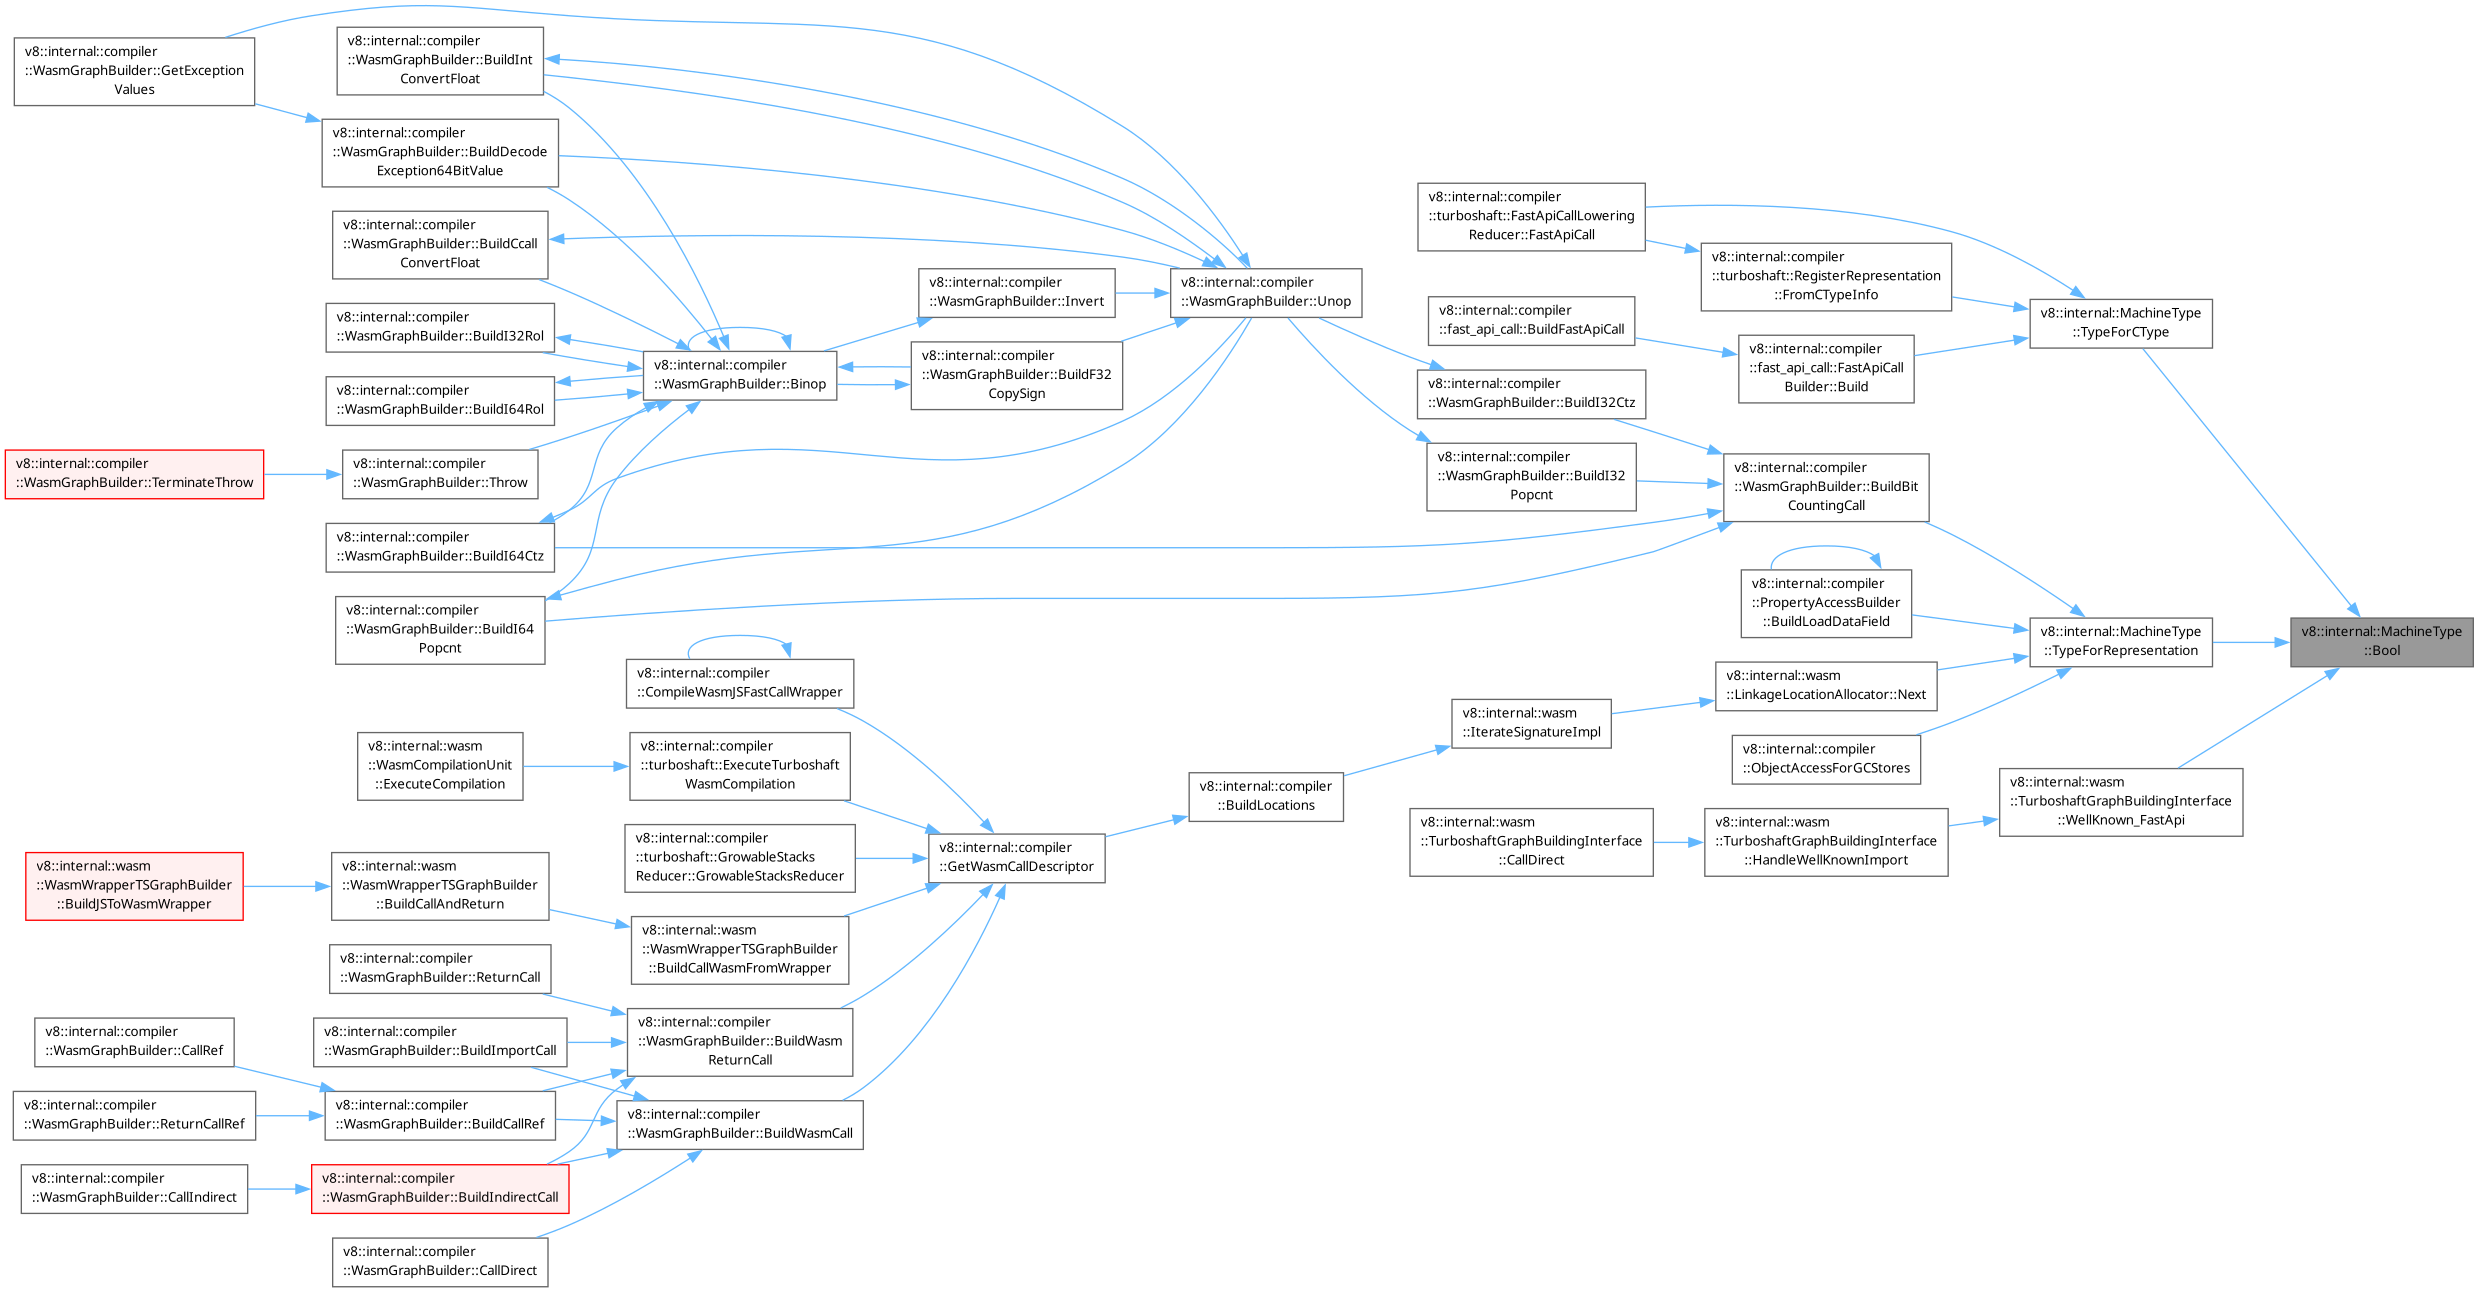 v8::internal::compiler
::WasmGraphBuilder::GetException
Values
v8::internal::compiler
::WasmGraphBuilder::BuildInt
ConvertFloat
v8::internal::compiler
::WasmGraphBuilder::BuildDecode
Exception64BitValue
v8::internal::compiler
::WasmGraphBuilder::BuildCcall
ConvertFloat
v8::internal::compiler
::WasmGraphBuilder::BuildI32Rol
v8::internal::compiler
::WasmGraphBuilder::BuildI64Rol
v8::internal::compiler
::WasmGraphBuilder::TerminateThrow
v8::internal::compiler
::WasmGraphBuilder::Throw
v8::internal::compiler
::WasmGraphBuilder::BuildI64Ctz
v8::internal::compiler
::WasmGraphBuilder::BuildI64
Popcnt
v8::internal::compiler
::WasmGraphBuilder::Binop
v8::internal::compiler
::WasmGraphBuilder::Invert
v8::internal::compiler
::WasmGraphBuilder::BuildF32
CopySign
v8::internal::compiler
::WasmGraphBuilder::Unop
v8::internal::compiler
::turboshaft::FastApiCallLowering
Reducer::FastApiCall
v8::internal::compiler
::turboshaft::RegisterRepresentation
::FromCTypeInfo
v8::internal::compiler
::fast_api_call::BuildFastApiCall
v8::internal::compiler
::fast_api_call::FastApiCall
Builder::Build
v8::internal::MachineType
::TypeForCType
v8::internal::compiler
::WasmGraphBuilder::BuildI32Ctz
v8::internal::compiler
::WasmGraphBuilder::BuildI32
Popcnt
v8::internal::compiler
::WasmGraphBuilder::BuildBit
CountingCall
v8::internal::compiler
::PropertyAccessBuilder
::BuildLoadDataField
v8::internal::MachineType
::TypeForRepresentation
v8::internal::MachineType
::Bool
v8::internal::wasm
::LinkageLocationAllocator::Next
v8::internal::wasm
::IterateSignatureImpl
v8::internal::compiler
::ObjectAccessForGCStores
v8::internal::compiler
::BuildLocations
v8::internal::wasm
::TurboshaftGraphBuildingInterface
::WellKnown_FastApi
v8::internal::wasm
::TurboshaftGraphBuildingInterface
::HandleWellKnownImport
v8::internal::wasm
::TurboshaftGraphBuildingInterface
::CallDirect
v8::internal::compiler
::CompileWasmJSFastCallWrapper
v8::internal::wasm
::WasmCompilationUnit
::ExecuteCompilation
v8::internal::compiler
::turboshaft::ExecuteTurboshaft
WasmCompilation
v8::internal::compiler
::turboshaft::GrowableStacks
Reducer::GrowableStacksReducer
v8::internal::compiler
::GetWasmCallDescriptor
v8::internal::wasm
::WasmWrapperTSGraphBuilder
::BuildJSToWasmWrapper
v8::internal::wasm
::WasmWrapperTSGraphBuilder
::BuildCallAndReturn
v8::internal::wasm
::WasmWrapperTSGraphBuilder
::BuildCallWasmFromWrapper
v8::internal::compiler
::WasmGraphBuilder::ReturnCall
v8::internal::compiler
::WasmGraphBuilder::BuildImportCall
v8::internal::compiler
::WasmGraphBuilder::BuildWasm
ReturnCall
v8::internal::compiler
::WasmGraphBuilder::CallRef
v8::internal::compiler
::WasmGraphBuilder::ReturnCallRef
v8::internal::compiler
::WasmGraphBuilder::BuildCallRef
v8::internal::compiler
::WasmGraphBuilder::BuildWasmCall
v8::internal::compiler
::WasmGraphBuilder::CallIndirect
v8::internal::compiler
::WasmGraphBuilder::BuildIndirectCall
v8::internal::compiler
::WasmGraphBuilder::CallDirect